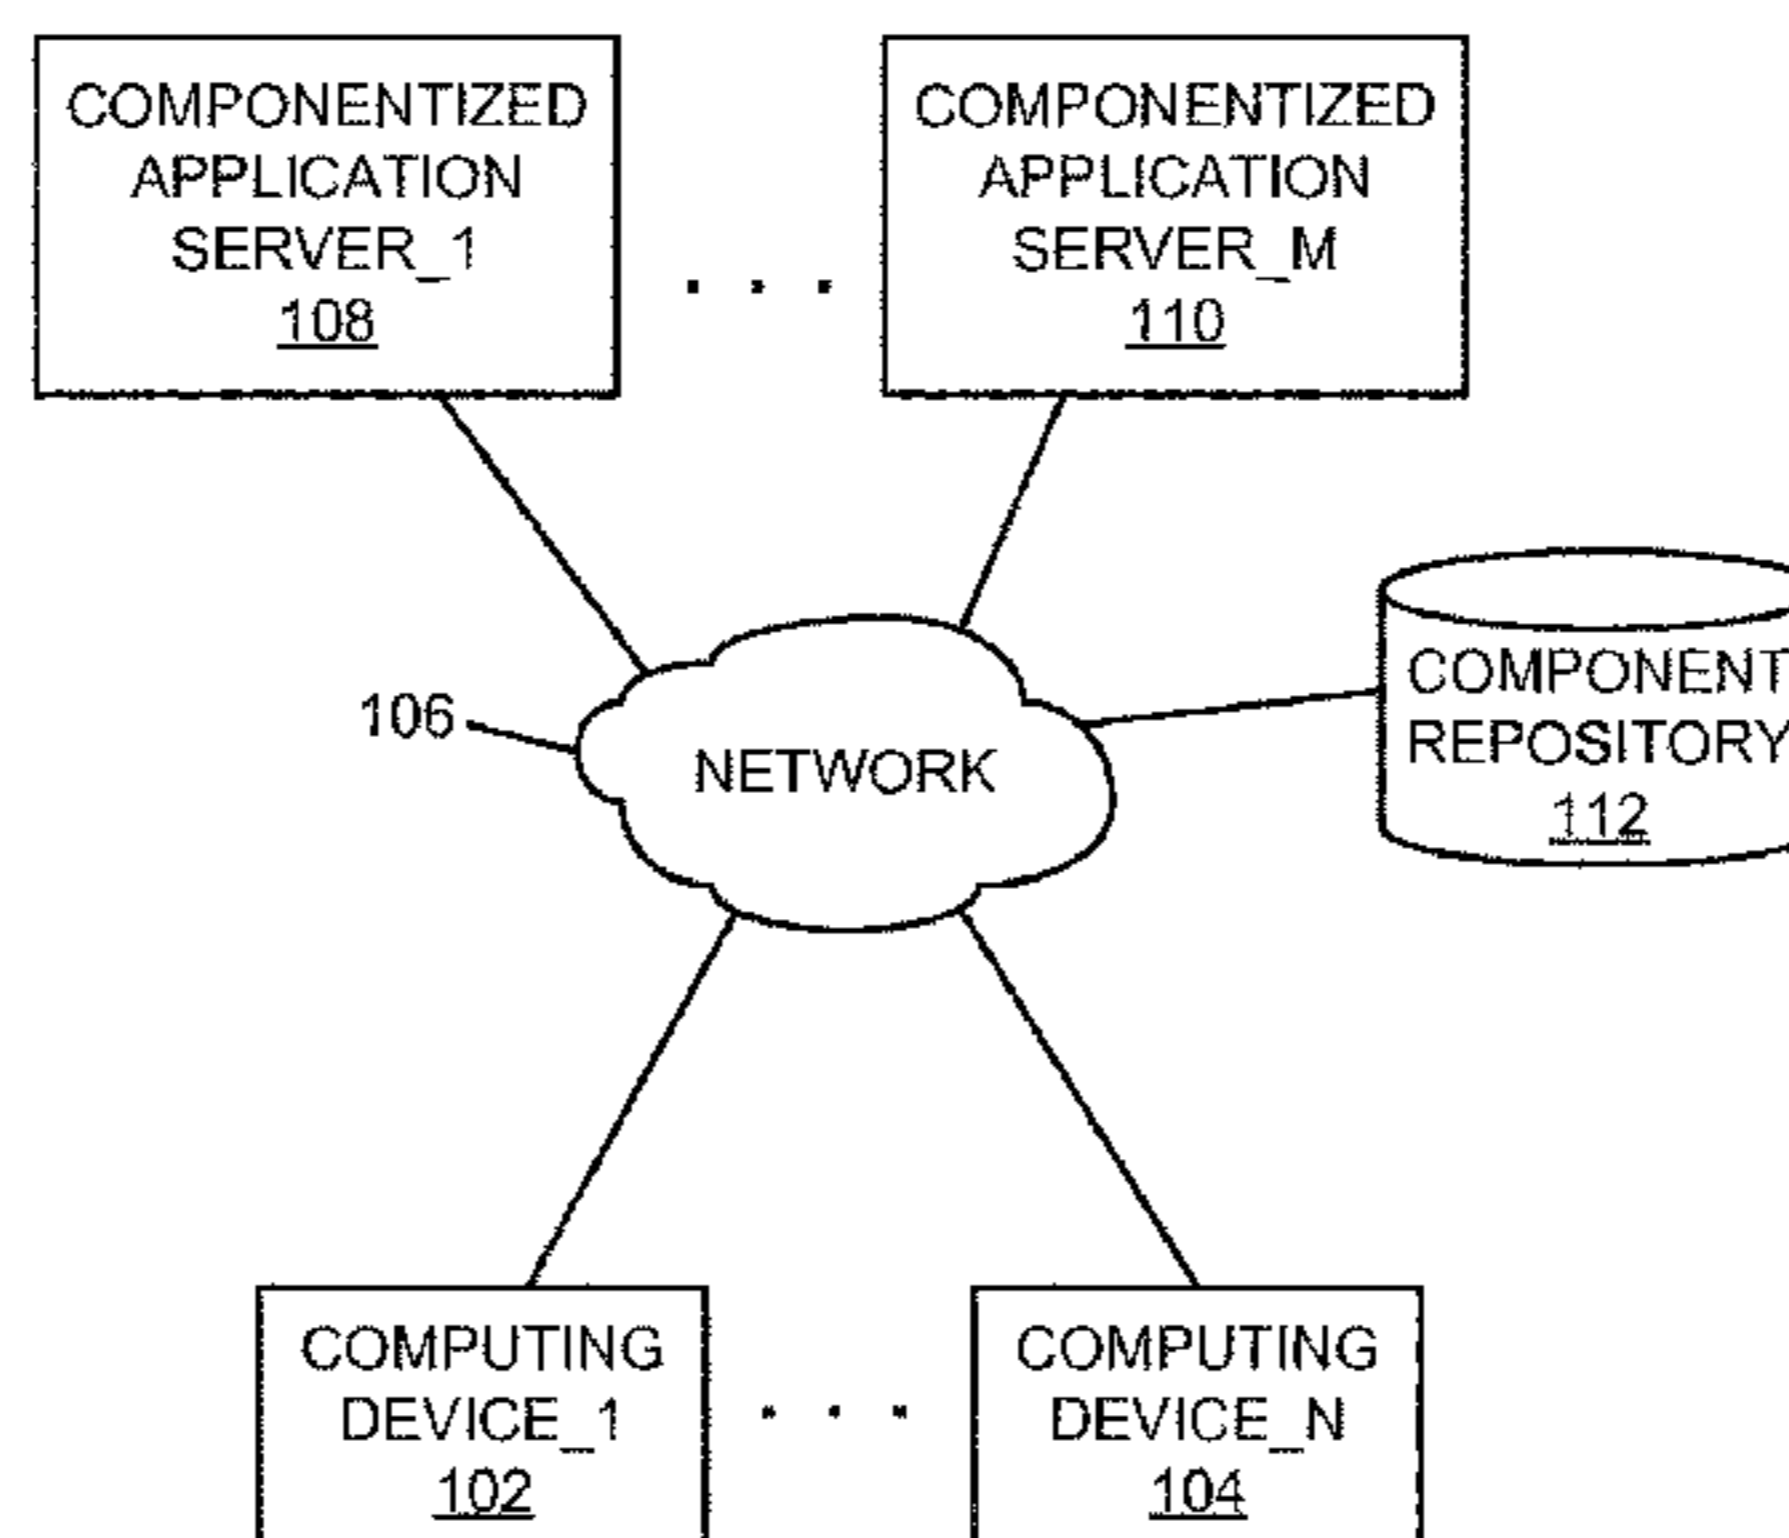 COMPONENTIZED
APPLICATION
SERVER_1
108
. . .
COMPONENTIZED
APPLICATION
SERVER_M
110
106
NETWORK
COMPONENT
REPOSITORY
112
COMPUTING
DEVICE_1
102
. . .
COMPUTING
DEVICE_N
104